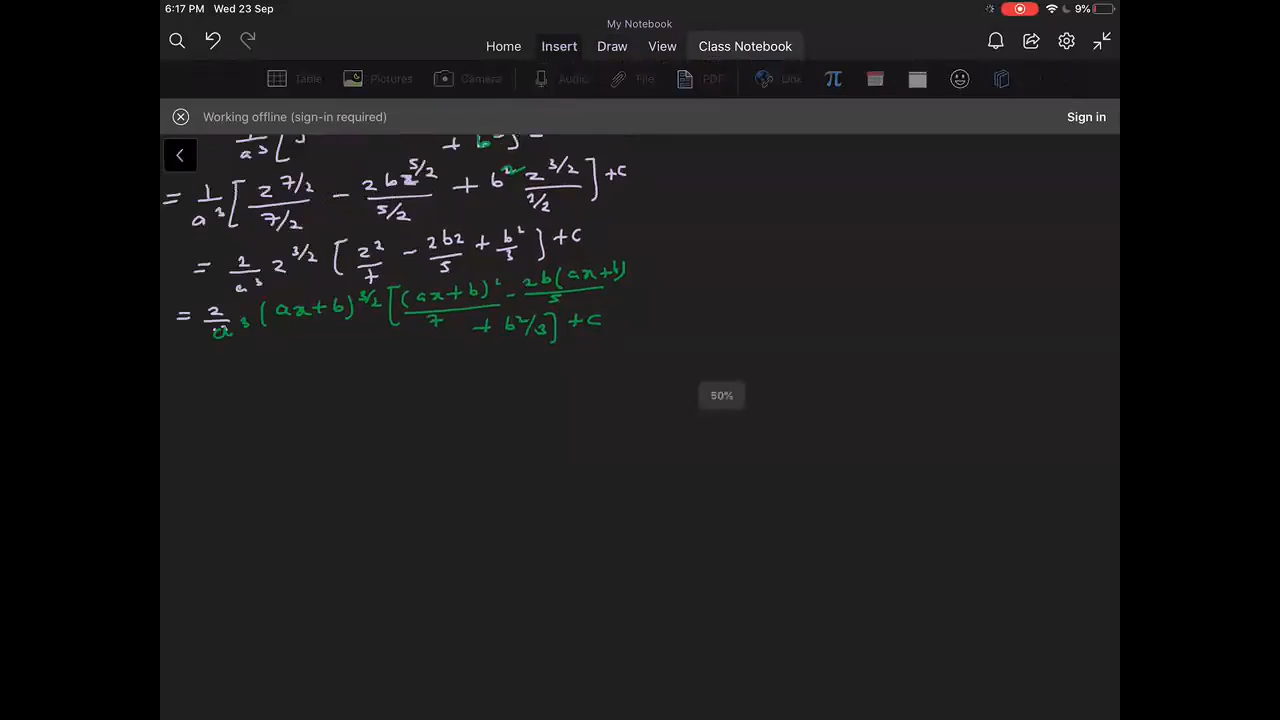 6:17 PM Wed 23 Sep
9%
My Notebook
Home Insert Draw View Class Notebook
Table Pictures Camera Audio File PDF Link
Working offline (sign-in required) Sign in
1/a³ [ + b
= 1/a³ [ z^7/2 / 7/2 − 2bz^5/2 / 5/2 + b² z^3/2 / 3/2 ] + c
= 2/a³ z^3/2 [ z²/7 − 2bz/5 + b²/3 ] + c
= 2/a³ (ax+b)^3/2 [ (ax+b)²/7 − 2b(ax+b)/5
+ b²/3 ] + c
50%